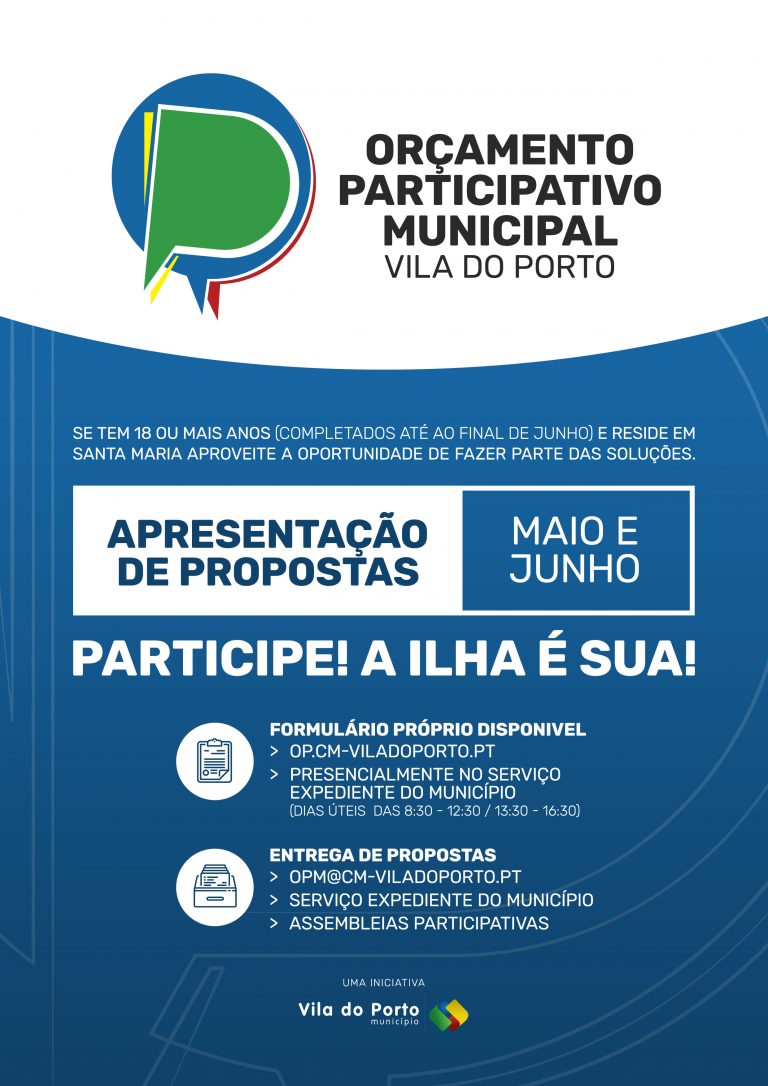 ORÇAMENTO
PARTICIPATIVO
MUNICIPAL
VILA DO PORTO
SE TEM 18 OU MAIS ANOS (COMPLETADOS ATÉ AO FINAL DE JUNHO) E RESIDE EM
SANTA MARIA APROVEITE A OPORTUNIDADE DE FAZER PARTE DAS SOLUÇÕES.
APRESENTAÇÃO
DE PROPOSTAS
MAIO E
JUNHO
PARTICIPE! A ILHA É SUA!
FORMULÁRIO PRÓPRIO DISPONIVEL
> OP.CM-VILADOPORTO.PT
> PRESENCIALMENTE NO SERVIÇO
EXPEDIENTE DO MUNICÍPIO
(DIAS ÚTEIS DAS 8:30 - 12:30 / 13:30 - 16:30)
ENTREGA DE PROPOSTAS
> OPM@CM-VILADOPORTO.PT
> SERVIÇO EXPEDIENTE DO MUNICÍPIO
> ASSEMBLEIAS PARTICIPATIVAS
UMA INICIATIVA
Vila do Porto
município